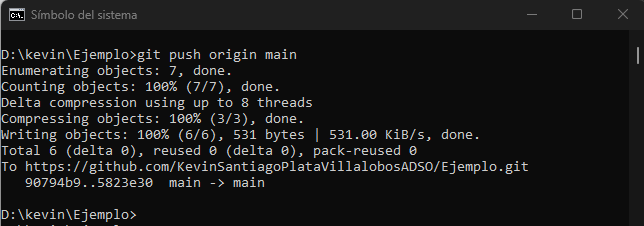 Símbolo del sistema
D:\kevin\Ejemplo>git push origin main
Enumerating objects: 7, done.
Counting objects: 100% (7/7), done.
Delta compression using up to 8 threads
Compressing objects: 100% (3/3), done.
Writing objects: 100% (6/6), 531 bytes | 531.00 KiB/s, done.
Total 6 (delta 0), reused 0 (delta 0), pack-reused 0
To https://github.com/KevinSantiagoPlataVillalobosADSO/Ejemplo.git
   90794b9..5823e30  main -> main
D:\kevin\Ejemplo>